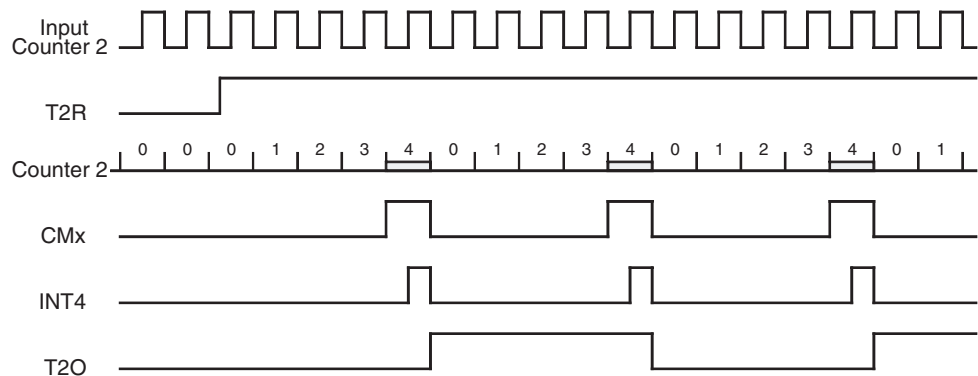 Input
Counter 2
T2R
0 0 0 1 2 3 4 0 1 2 3 4 0 1 2 3 4 0 1
Counter 2
CMx
INT4
T2O